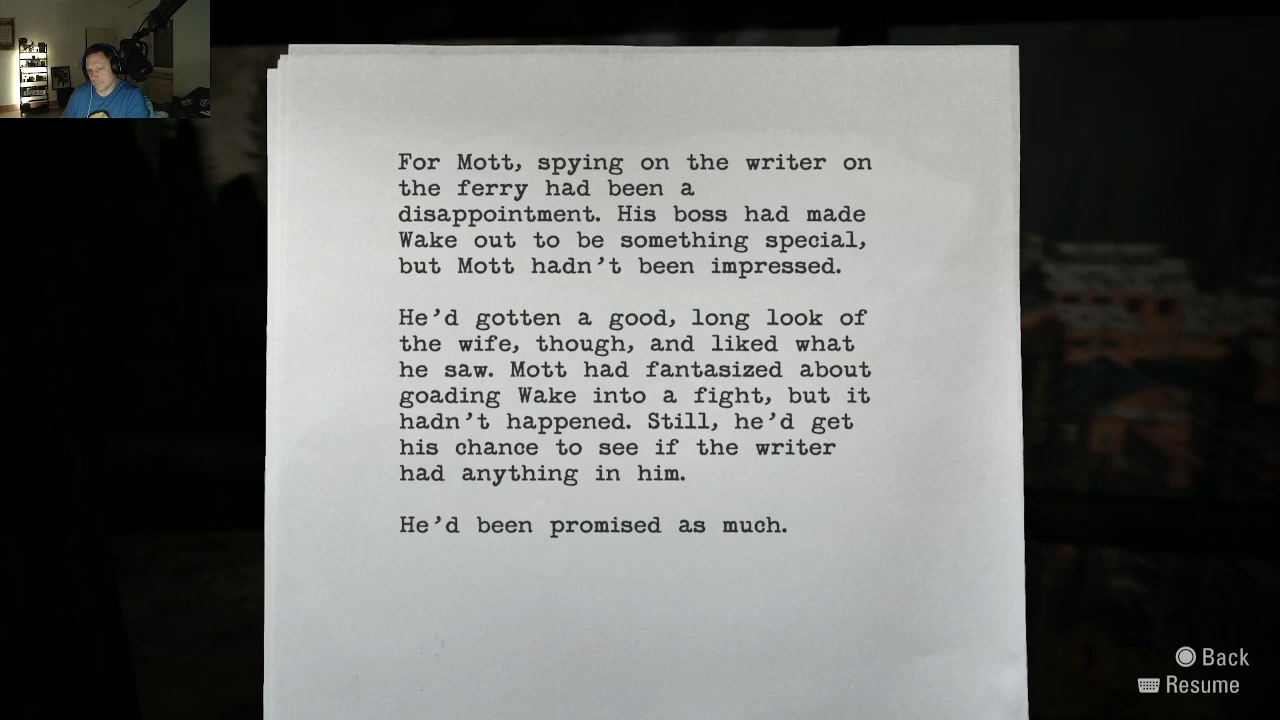 For Mott, spying on the writer on
the ferry had been a
disappointment. His boss had made
Wake out to be something special,
but Mott hadn't been impressed.
He'd gotten a good, long look of
the wife, though, and liked what
he saw. Mott had fantasized about
goading Wake into a fight, but it
hadn't happened. Still, he'd get
his chance to see if the writer
had anything in him.
He'd been promised as much.
Back
Resume